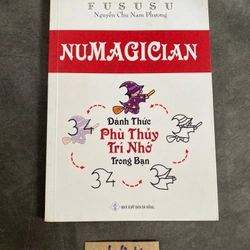 FUSUSU
Nguyễn Chu Nam Phương
NUMAGICIAN
Đánh Thức
34
Phù Thủy
Trí Nhớ
Trong Bạn
34